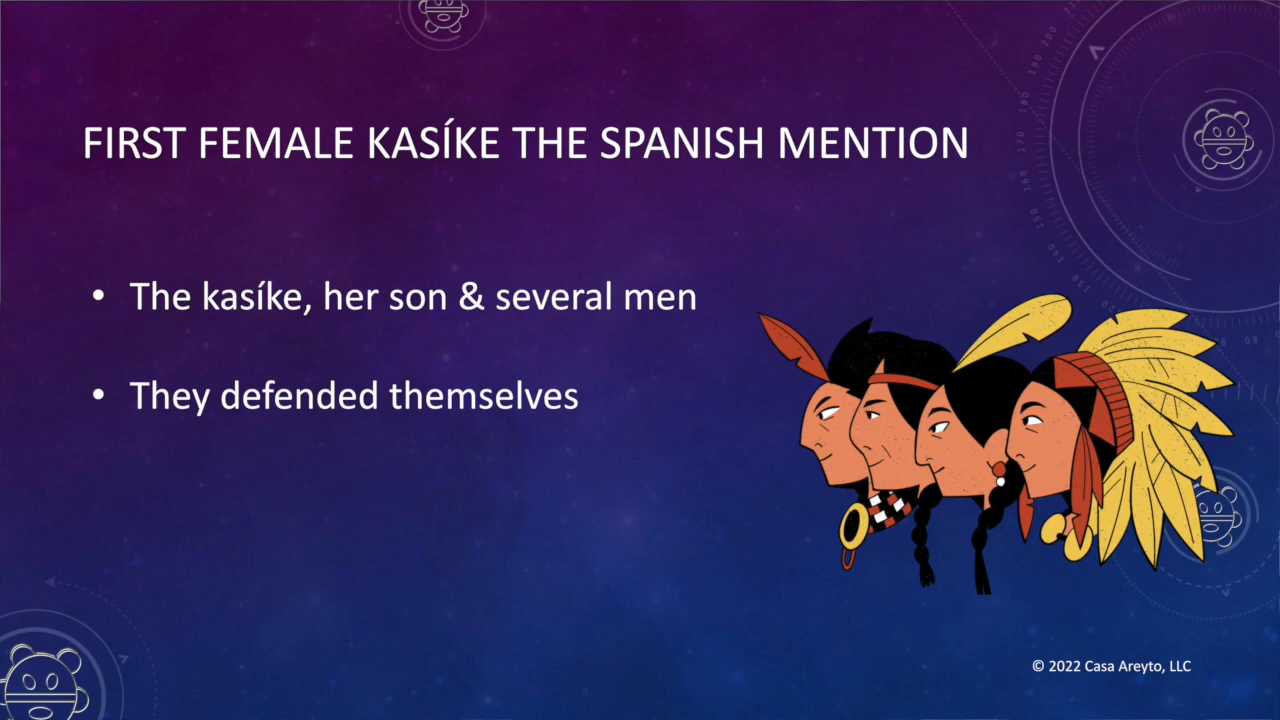 FIRST FEMALE KASÍKE THE SPANISH MENTION
• The kasíke, her son & several men
• They defended themselves
© 2022 Casa Areyto, LLC